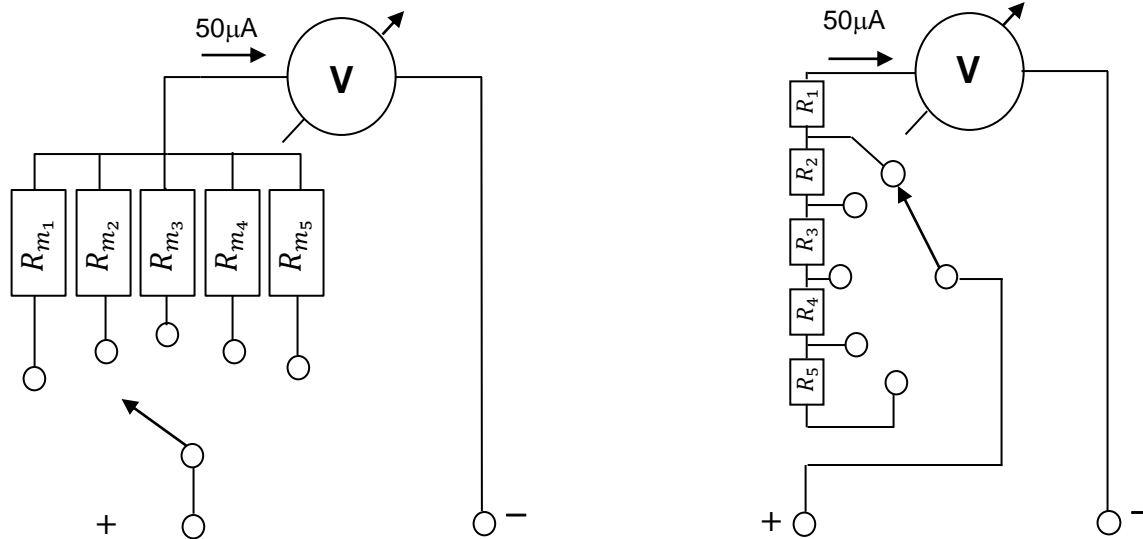 50μA
V
R_{m_1} R_{m_2} R_{m_3} R_{m_4} R_{m_5}
+
−
50μA
V
R_1
R_2
R_3
R_4
R_5
+
−